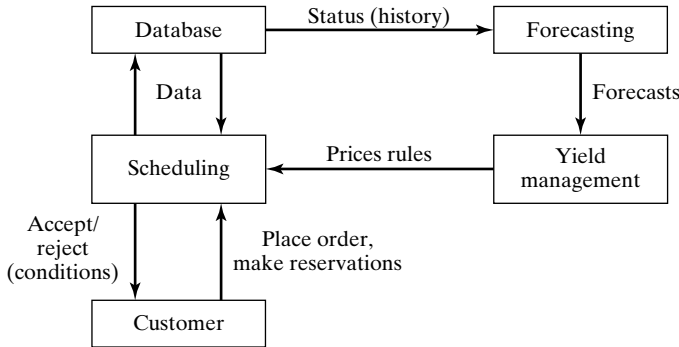 Database
Status (history)
Forecasting
Data
Forecasts
Scheduling
Prices rules
Yield
management
Accept/
reject
(conditions)
Place order,
make reservations
Customer